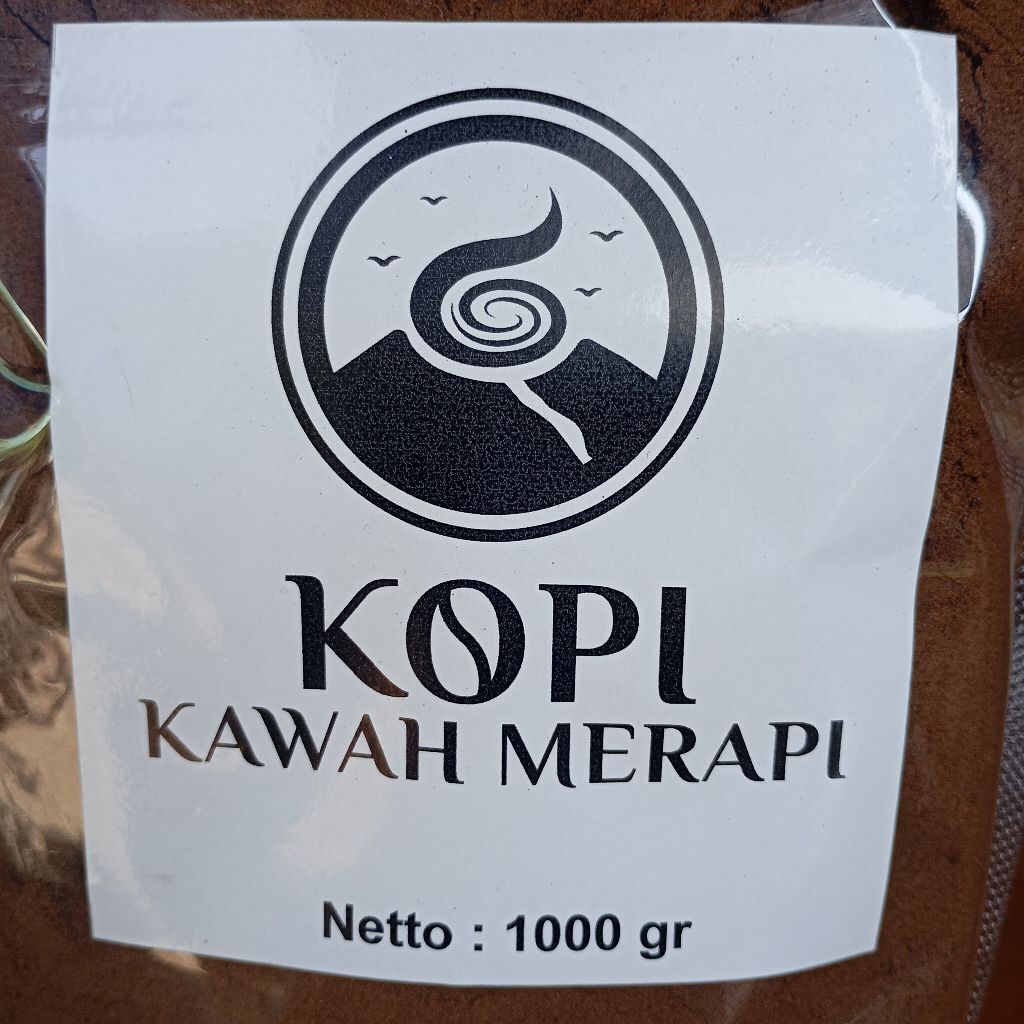 KOPI
KAWAH MERAPI
Netto : 1000 gr